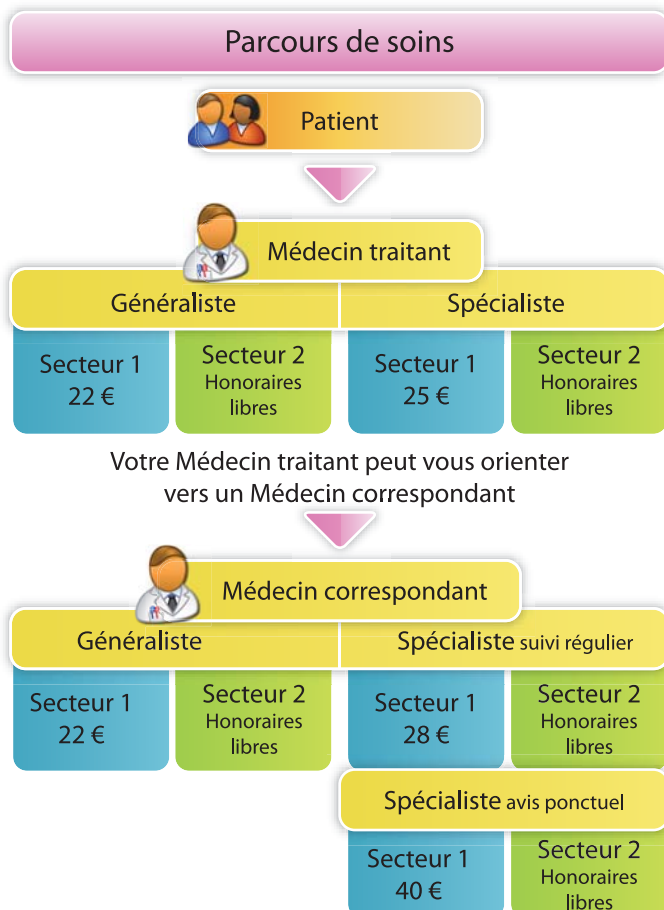 Parcours de soins
Patient
Médecin traitant
Généraliste
Spécialiste
Secteur 1
22 €
Secteur 2
Honoraires
libres
Secteur 1
25 €
Secteur 2
Honoraires
libres
Votre Médecin traitant peut vous orienter
vers un Médecin correspondant
Médecin correspondant
Généraliste
Spécialiste suivi régulier
Secteur 1
22 €
Secteur 2
Honoraires
libres
Secteur 1
28 €
Secteur 2
Honoraires
libres
Spécialiste avis ponctuel
Secteur 1
40 €
Secteur 2
Honoraires
libres